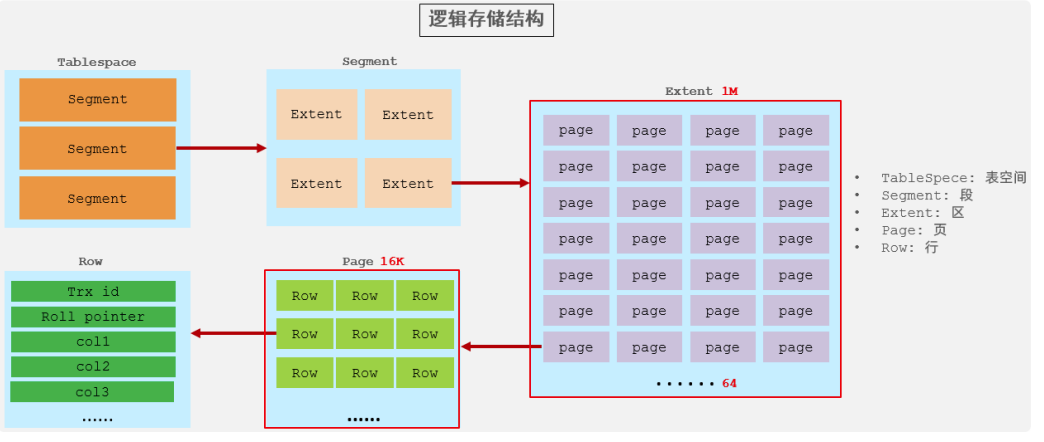 逻辑存储结构
Tablespace
Segment
Segment
Segment
Segment
Extent Extent
Extent Extent
Extent 1M
page page page page
page page page page
page page page page
page page page page
page page page page
page page page page
page page page page
······ 64
• TableSpece: 表空间
• Segment: 段
• Extent: 区
• Page: 页
• Row: 行
Row
Trx id
Roll pointer
col1
col2
col3
······
Page 16K
Row Row Row
Row Row Row
Row Row Row
······